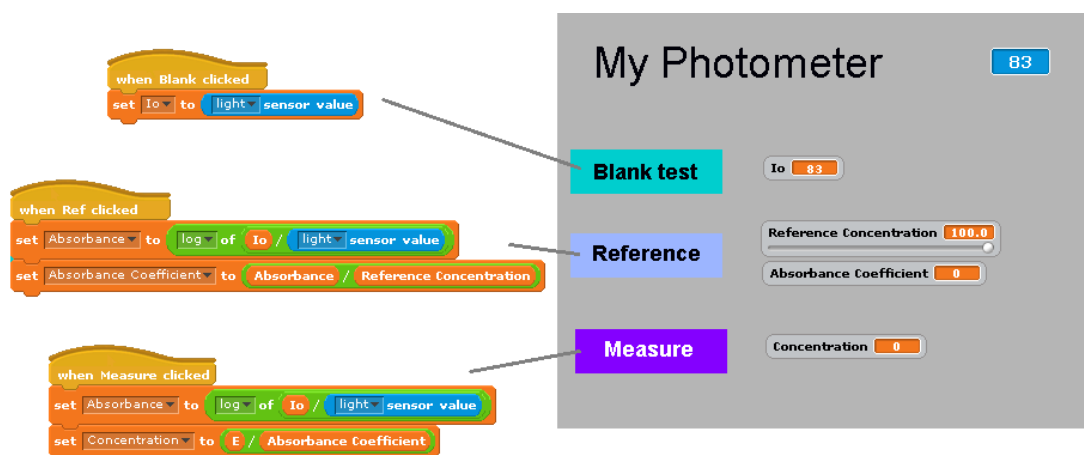 when Blank clicked
set Io to light sensor value
when Ref clicked
set Absorbance to log of Io / light sensor value
set Absorbance Coefficient to Absorbance / Reference Concentration
when Measure clicked
set Absorbance to log of Io / light sensor value
set Concentration to E / Absorbance Coefficient
My Photometer 83
Blank test Io 83
Reference Concentration 100.0
Reference
Absorbance Coefficient 0
Measure Concentration 0